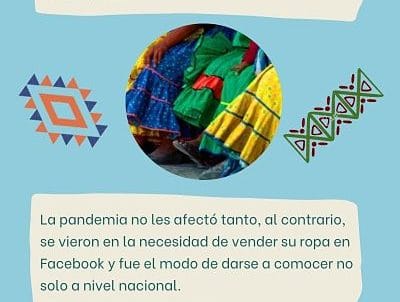 La pandemia no les afectó tanto, al contrario,
se vieron en la necesidad de vender su ropa en
Facebook y fue el modo de darse a comocer no
solo a nivel nacional.